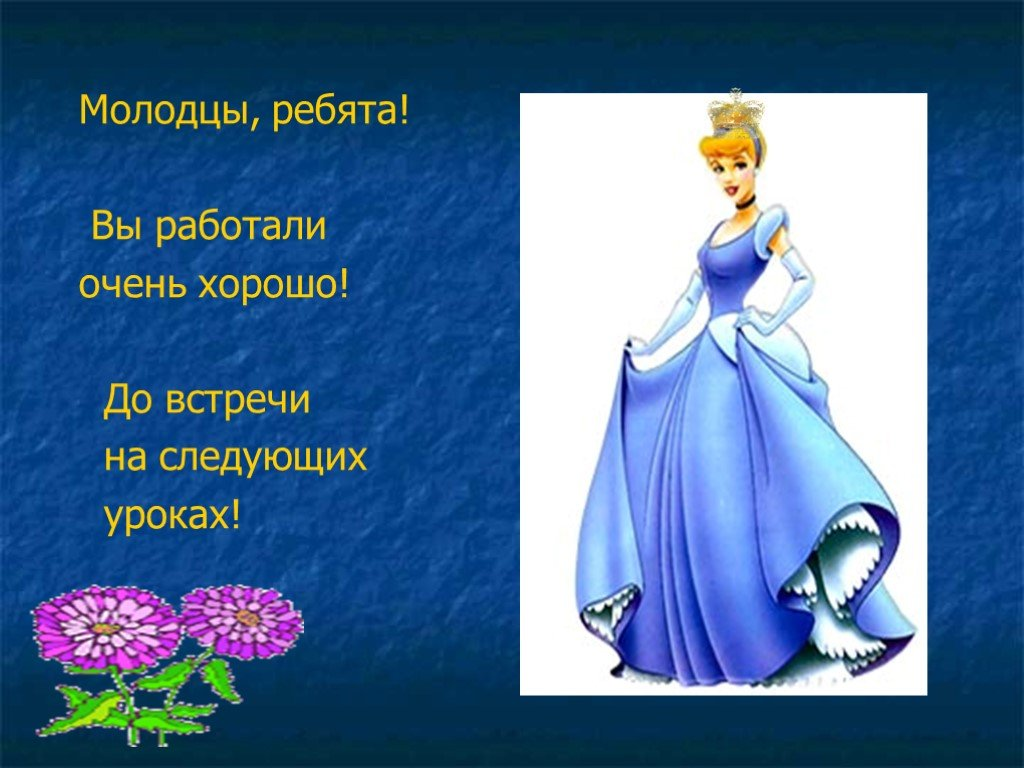 Молодцы, ребята!
Вы работали
очень хорошо!
До встречи
на следующих
уроках!